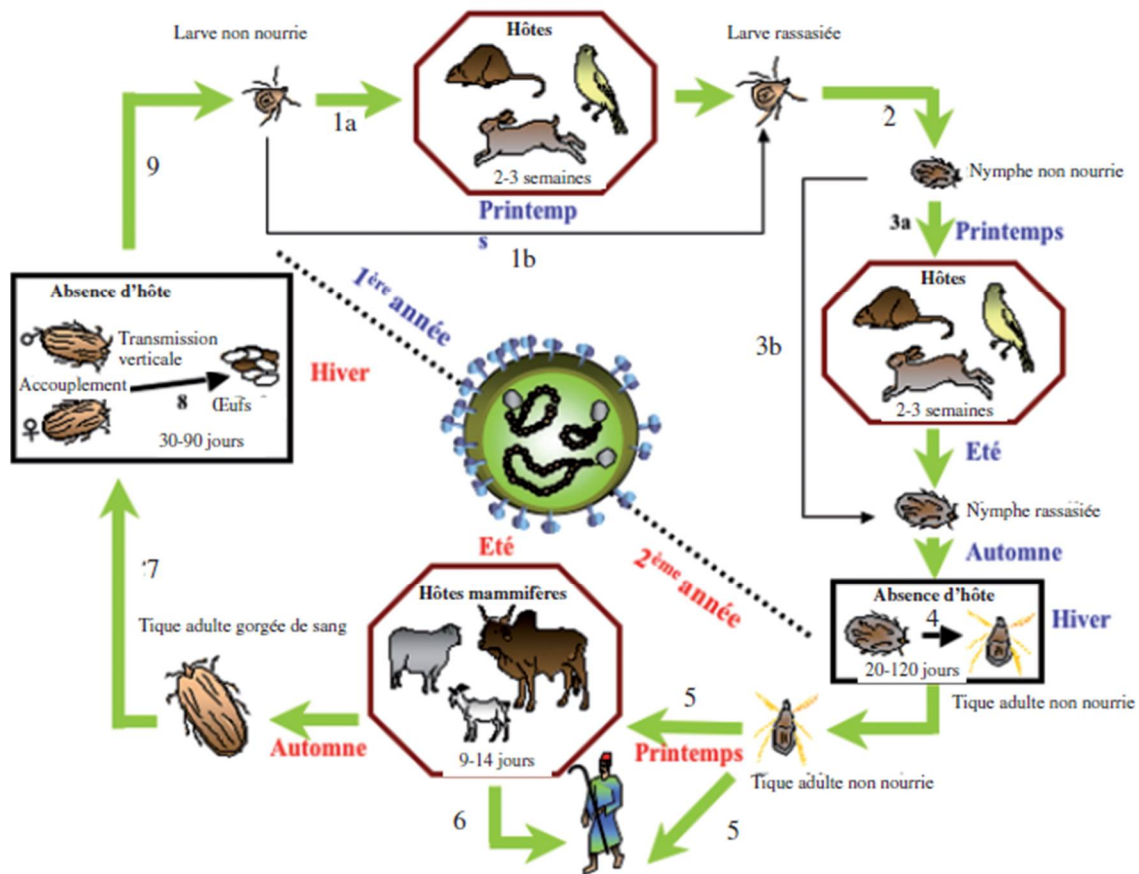 Larve non nourrie
Hôtes
Larve rassasiée
1a
2
9
2-3 semaines
Printemp
s
1b
Nymphe non nourrie
3a
Printemps
Hôtes
1ère année
Absence d'hôte
♂
Transmission
verticale
Accouplement
8
Œufs
♀
30-90 jours
Hiver
3b
2-3 semaines
Eté
Nymphe rassasiée
Automne
Eté
2ème année
Hôtes mammifères
Absence d'hôte
4
Hiver
20-120 jours
7
Tique adulte gorgée de sang
Tique adulte non nourrie
5
Automne
9-14 jours
Printemps
Tique adulte non nourrie
6
5